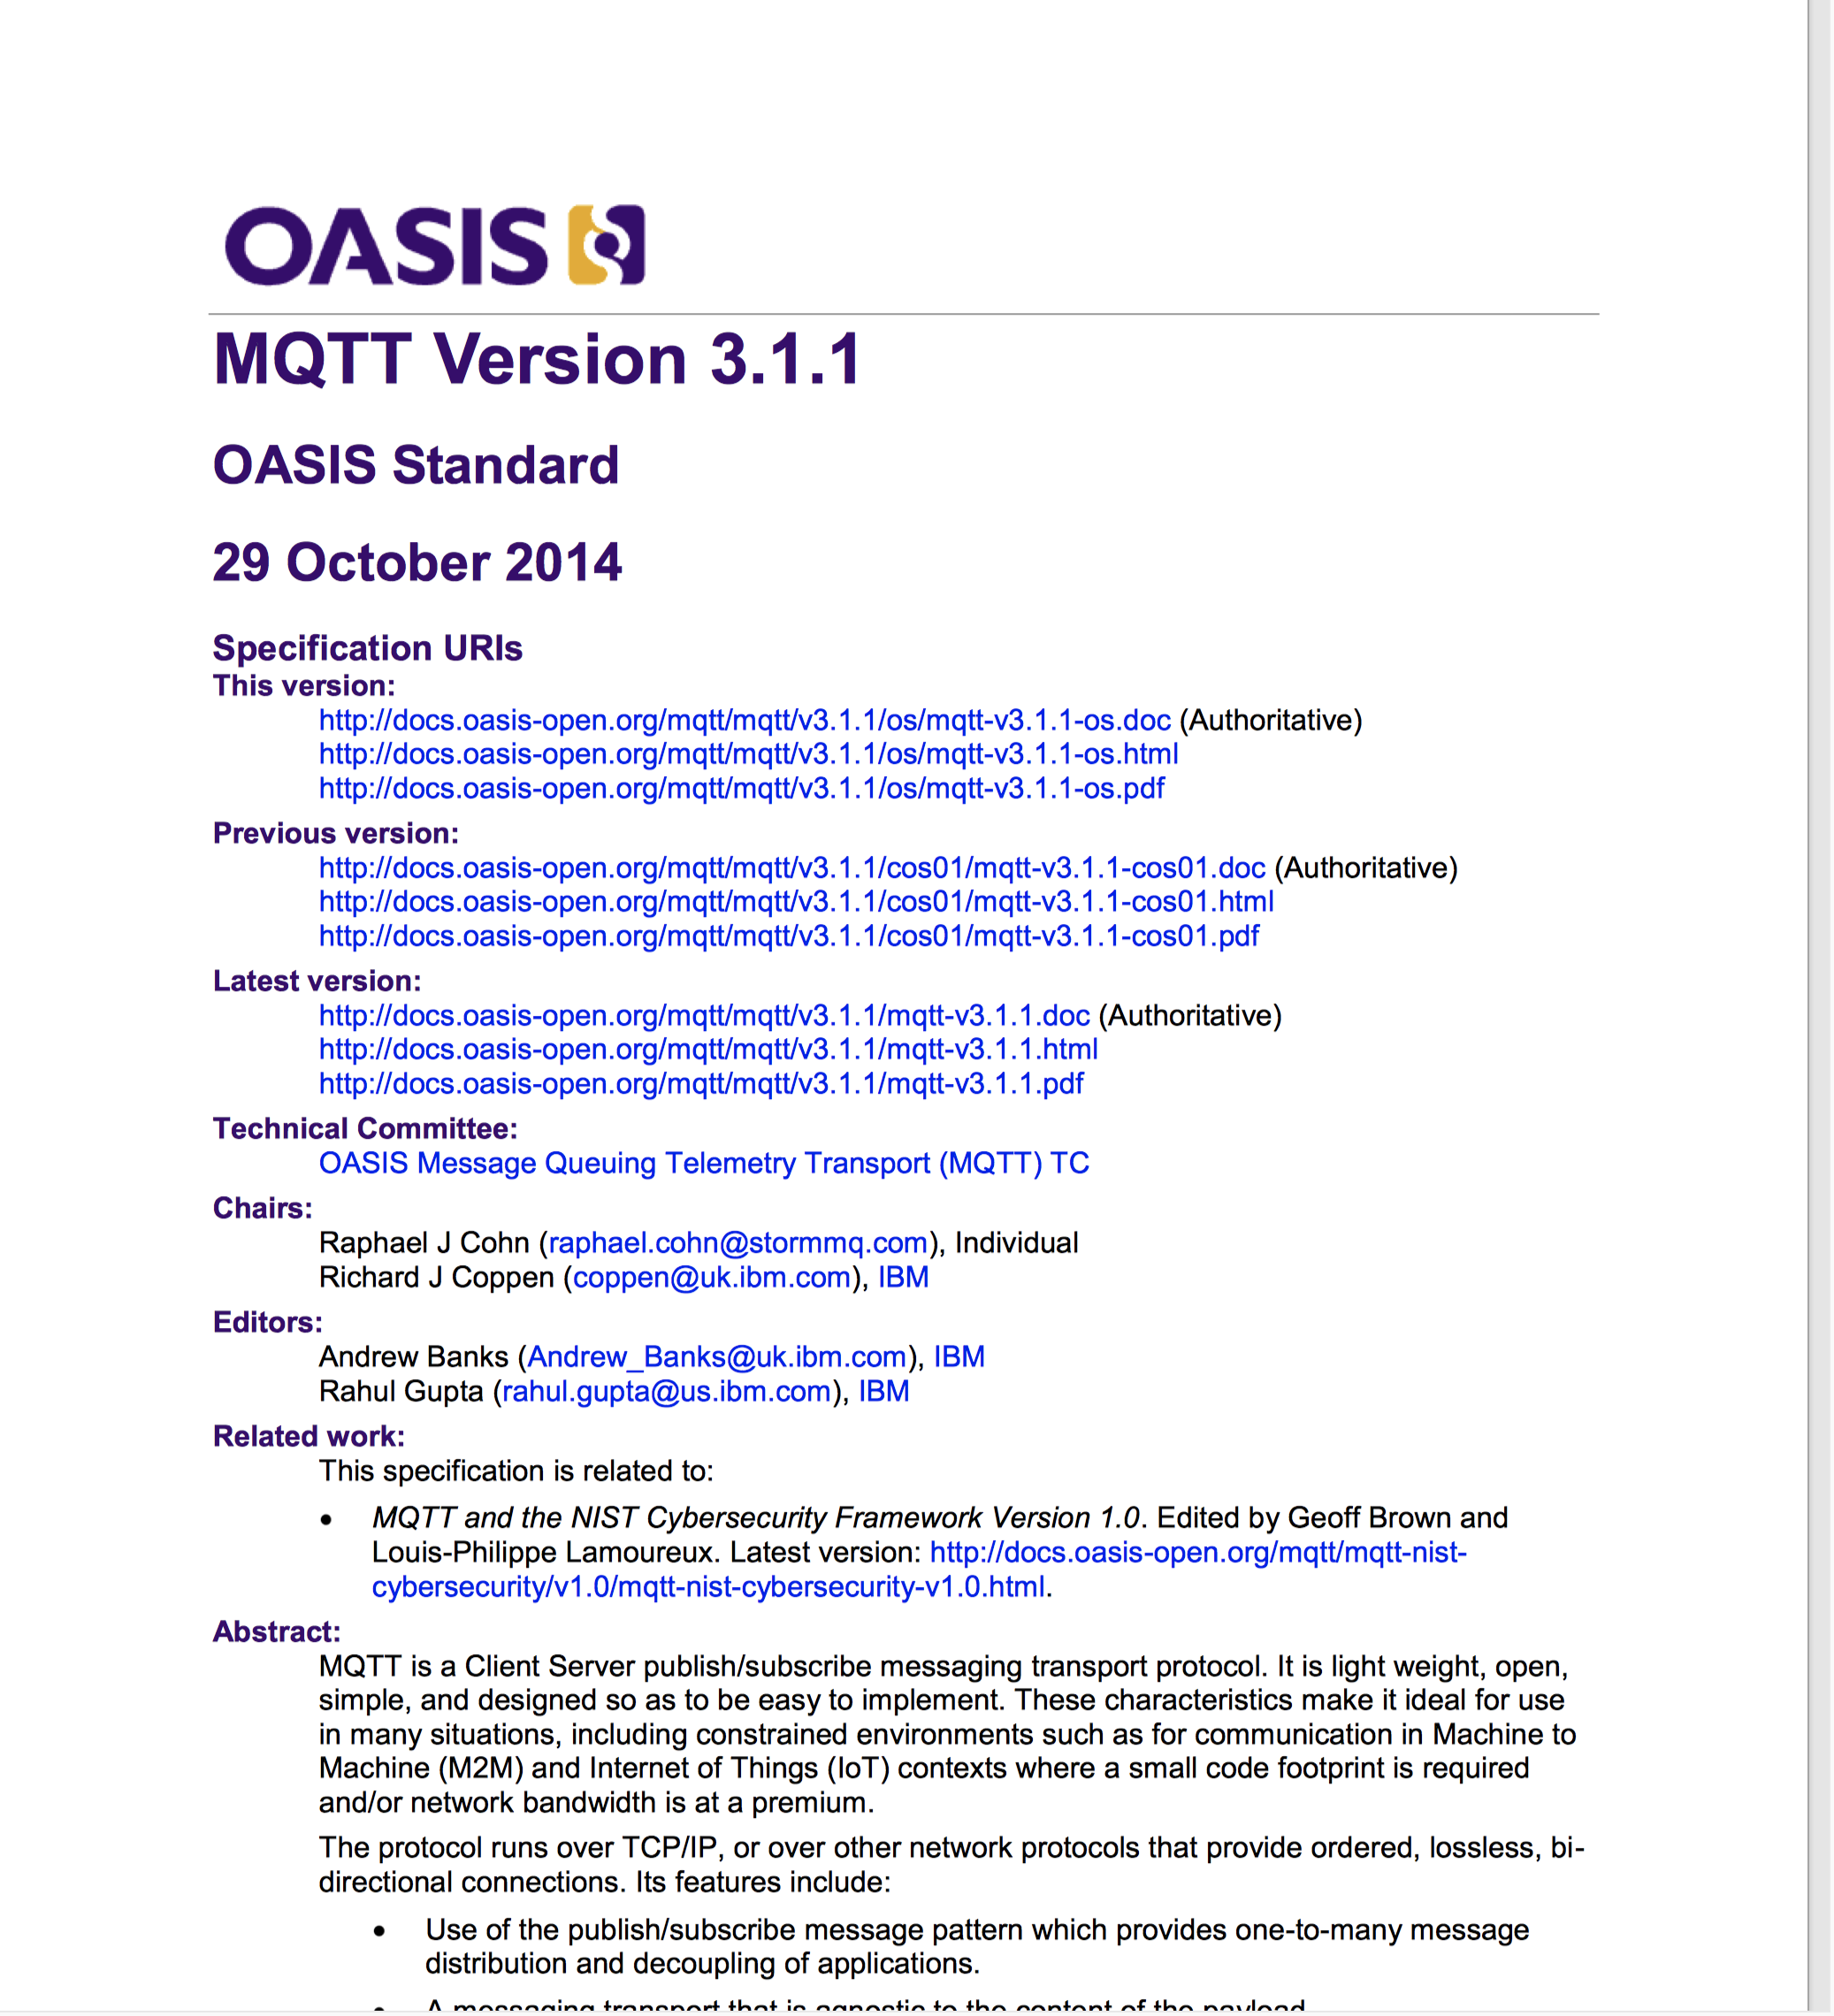 OASIS
MQTT Version 3.1.1
OASIS Standard
29 October 2014
Specification URIs
This version:
http://docs.oasis-open.org/mqtt/mqtt/v3.1.1/os/mqtt-v3.1.1-os.doc (Authoritative)
http://docs.oasis-open.org/mqtt/mqtt/v3.1.1/os/mqtt-v3.1.1-os.html
http://docs.oasis-open.org/mqtt/mqtt/v3.1.1/os/mqtt-v3.1.1-os.pdf
Previous version:
http://docs.oasis-open.org/mqtt/mqtt/v3.1.1/cos01/mqtt-v3.1.1-cos01.doc (Authoritative)
http://docs.oasis-open.org/mqtt/mqtt/v3.1.1/cos01/mqtt-v3.1.1-cos01.html
http://docs.oasis-open.org/mqtt/mqtt/v3.1.1/cos01/mqtt-v3.1.1-cos01.pdf
Latest version:
http://docs.oasis-open.org/mqtt/mqtt/v3.1.1/mqtt-v3.1.1.doc (Authoritative)
http://docs.oasis-open.org/mqtt/mqtt/v3.1.1/mqtt-v3.1.1.html
http://docs.oasis-open.org/mqtt/mqtt/v3.1.1/mqtt-v3.1.1.pdf
Technical Committee:
OASIS Message Queuing Telemetry Transport (MQTT) TC
Chairs:
Raphael J Cohn (raphael.cohn@stormmq.com), Individual
Richard J Coppen (coppen@uk.ibm.com), IBM
Editors:
Andrew Banks (Andrew_Banks@uk.ibm.com), IBM
Rahul Gupta (rahul.gupta@us.ibm.com), IBM
Related work:
This specification is related to:
• MQTT and the NIST Cybersecurity Framework Version 1.0. Edited by Geoff Brown and
Louis-Philippe Lamoureux. Latest version: http://docs.oasis-open.org/mqtt/mqtt-nist-
cybersecurity/v1.0/mqtt-nist-cybersecurity-v1.0.html.
Abstract:
MQTT is a Client Server publish/subscribe messaging transport protocol. It is light weight, open,
simple, and designed so as to be easy to implement. These characteristics make it ideal for use
in many situations, including constrained environments such as for communication in Machine to
Machine (M2M) and Internet of Things (IoT) contexts where a small code footprint is required
and/or network bandwidth is at a premium.
The protocol runs over TCP/IP, or over other network protocols that provide ordered, lossless, bi-
directional connections. Its features include:
• Use of the publish/subscribe message pattern which provides one-to-many message
distribution and decoupling of applications.
• A messaging transport that is agnostic to the content of the payload